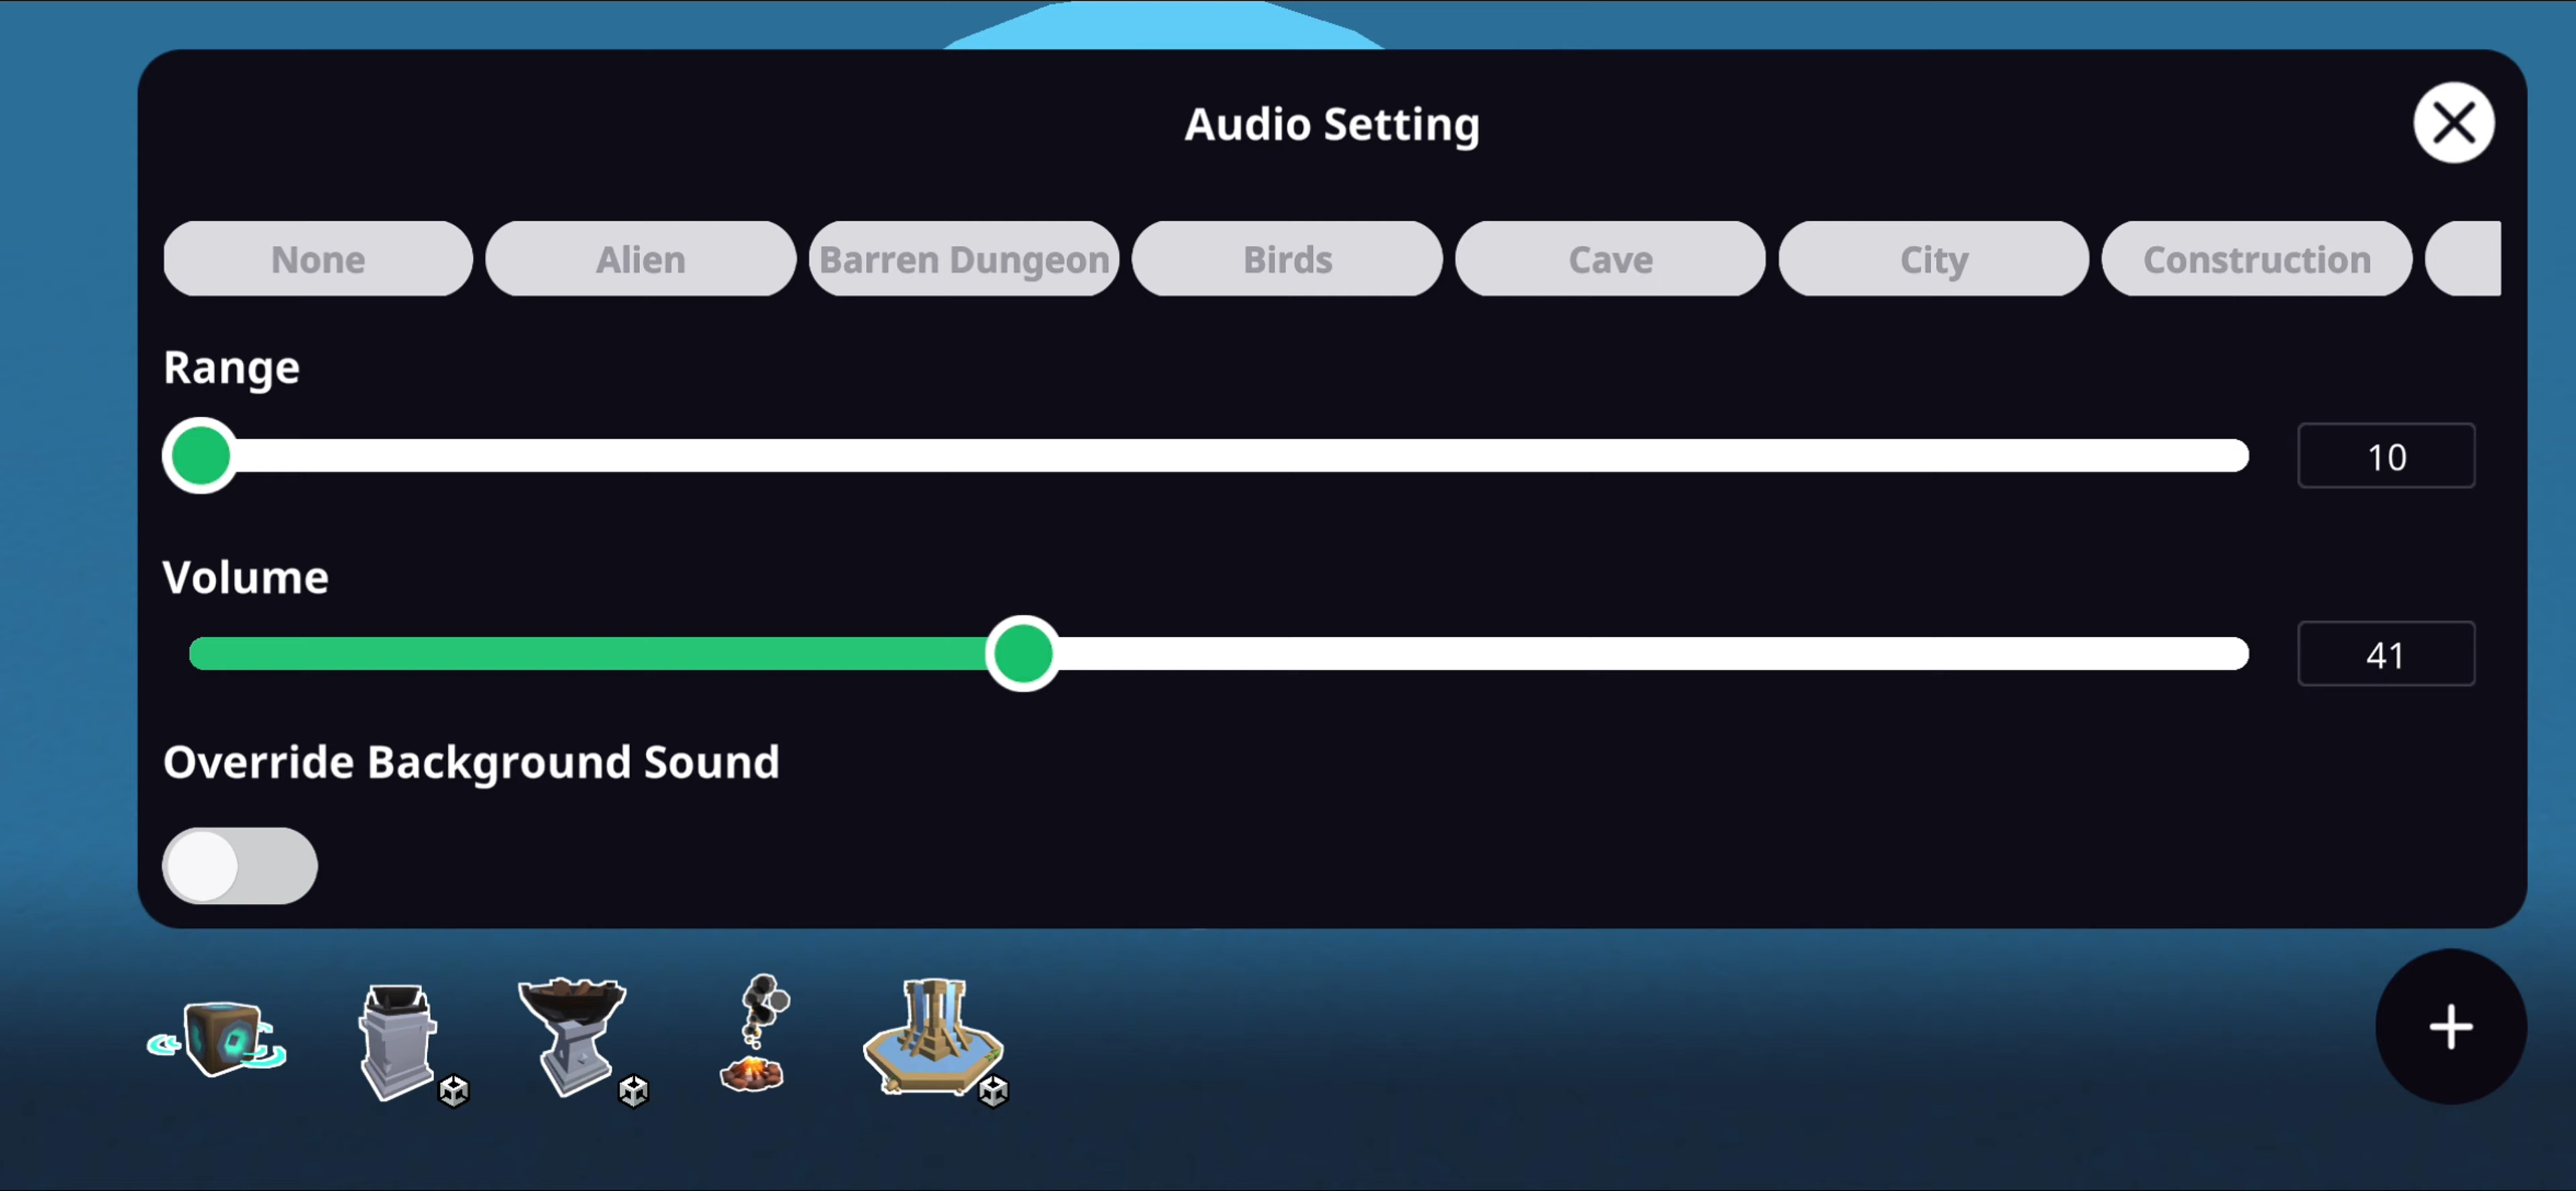 Audio Setting
None Alien Barren Dungeon Birds Cave City Construction
Range
10
Volume
41
Override Background Sound